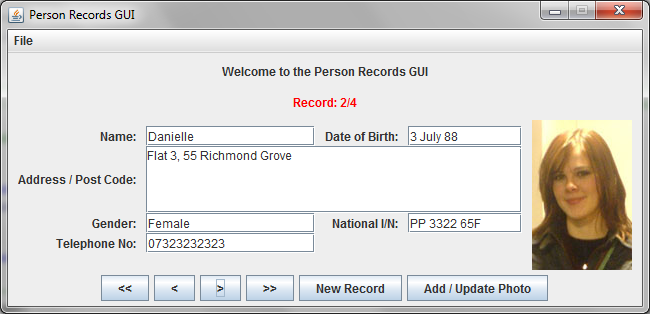 Person Records GUI
File
Welcome to the Person Records GUI
Record: 2/4
Name: Danielle Date of Birth: 3 July 88
Address / Post Code: Flat 3, 55 Richmond Grove
Gender: Female National I/N: PP 3322 65F
Telephone No: 07323232323
<< < > >> New Record Add / Update Photo